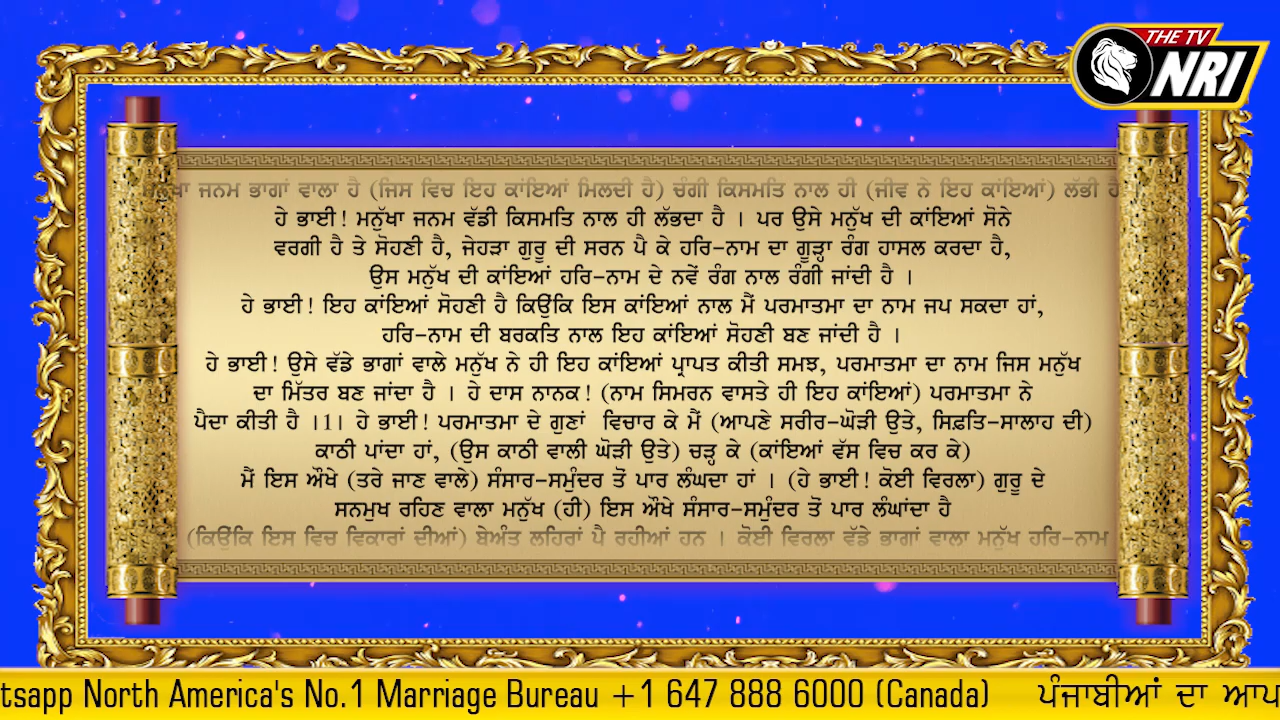 THE TV
NRI
ਜਨਮ ਭਾਗਾਂ ਵਾਲਾ ਹੈ (ਜਿਸ ਵਿਚ ਇਹ ਕਾਂਇਆਂ ਮਿਲਦੀ ਹੈ) ਚੰਗੀ ਕਿਸਮਤਿ ਨਾਲ ਹੀ (ਜੀਵ ਨੇ ਇਹ ਕਾਂਇਆਂ) ਲੱਭੀ ਹੈ
ਹੇ ਭਾਈ! ਮਨੁੱਖਾ ਜਨਮ ਵੱਡੀ ਕਿਸਮਤਿ ਨਾਲ ਹੀ ਲੱਭਦਾ ਹੈ । ਪਰ ਉਸੇ ਮਨੁੱਖ ਦੀ ਕਾਂਇਆਂ ਸੋਨੇ
ਵਰਗੀ ਹੈ ਤੇ ਸੋਹਣੀ ਹੈ, ਜੇਹੜਾ ਗੁਰੂ ਦੀ ਸਰਨ ਪੈ ਕੇ ਹਰਿ-ਨਾਮ ਦਾ ਗੂੜ੍ਹਾ ਰੰਗ ਹਾਸਲ ਕਰਦਾ ਹੈ,
ਉਸ ਮਨੁੱਖ ਦੀ ਕਾਂਇਆਂ ਹਰਿ-ਨਾਮ ਦੇ ਨਵੇਂ ਰੰਗ ਨਾਲ ਰੰਗੀ ਜਾਂਦੀ ਹੈ ।
ਹੇ ਭਾਈ! ਇਹ ਕਾਂਇਆਂ ਸੋਹਣੀ ਹੈ ਕਿਉਂਕਿ ਇਸ ਕਾਂਇਆਂ ਨਾਲ ਮੈਂ ਪਰਮਾਤਮਾ ਦਾ ਨਾਮ ਜਪ ਸਕਦਾ ਹਾਂ,
ਹਰਿ-ਨਾਮ ਦੀ ਬਰਕਤਿ ਨਾਲ ਇਹ ਕਾਂਇਆਂ ਸੋਹਣੀ ਬਣ ਜਾਂਦੀ ਹੈ ।
ਹੇ ਭਾਈ! ਉਸੇ ਵੱਡੇ ਭਾਗਾਂ ਵਾਲੇ ਮਨੁੱਖ ਨੇ ਹੀ ਇਹ ਕਾਂਇਆਂ ਪ੍ਰਾਪਤ ਕੀਤੀ ਸਮਝ, ਪਰਮਾਤਮਾ ਦਾ ਨਾਮ ਜਿਸ ਮਨੁੱਖ
ਦਾ ਮਿੱਤਰ ਬਣ ਜਾਂਦਾ ਹੈ । ਹੇ ਦਾਸ ਨਾਨਕ! (ਨਾਮ ਸਿਮਰਨ ਵਾਸਤੇ ਹੀ ਇਹ ਕਾਂਇਆਂ) ਪਰਮਾਤਮਾ ਨੇ
ਪੈਦਾ ਕੀਤੀ ਹੈ ।1। ਹੇ ਭਾਈ! ਪਰਮਾਤਮਾ ਦੇ ਗੁਣਾਂ ਵਿਚਾਰ ਕੇ ਮੈਂ (ਆਪਣੇ ਸਰੀਰ-ਘੋੜੀ ਉਤੇ, ਸਿਫ਼ਤਿ-ਸਾਲਾਹ ਦੀ)
ਕਾਠੀ ਪਾਂਦਾ ਹਾਂ, (ਉਸ ਕਾਠੀ ਵਾਲੀ ਘੋੜੀ ਉਤੇ) ਚੜ੍ਹ ਕੇ (ਕਾਂਇਆਂ ਵੱਸ ਵਿਚ ਕਰ ਕੇ)
ਮੈਂ ਇਸ ਔਖੇ (ਤਰੇ ਜਾਣ ਵਾਲੇ) ਸੰਸਾਰ-ਸਮੁੰਦਰ ਤੋਂ ਪਾਰ ਲੰਘਦਾ ਹਾਂ । (ਹੇ ਭਾਈ! ਕੋਈ ਵਿਰਲਾ) ਗੁਰੂ ਦੇ
ਸਨਮੁਖ ਰਹਿਣ ਵਾਲਾ ਮਨੁੱਖ (ਹੀ) ਇਸ ਔਖੇ ਸੰਸਾਰ-ਸਮੁੰਦਰ ਤੋਂ ਪਾਰ ਲੰਘਾਂਦਾ ਹੈ
(ਕਿਉਂਕਿ ਇਸ ਵਿਚ ਵਿਕਾਰਾਂ ਦੀਆਂ) ਬੇਅੰਤ ਲਹਿਰਾਂ ਪੈ ਰਹੀਆਂ ਹਨ । ਕੋਈ ਵਿਰਲਾ ਵੱਡੇ ਭਾਗਾਂ ਵਾਲਾ ਮਨੁੱਖ ਹਰਿ-ਨਾਮ
tsapp North America's No.1 Marriage Bureau +1 647 888 6000 (Canada) ਪੰਜਾਬੀਆਂ ਦਾ ਆਪ